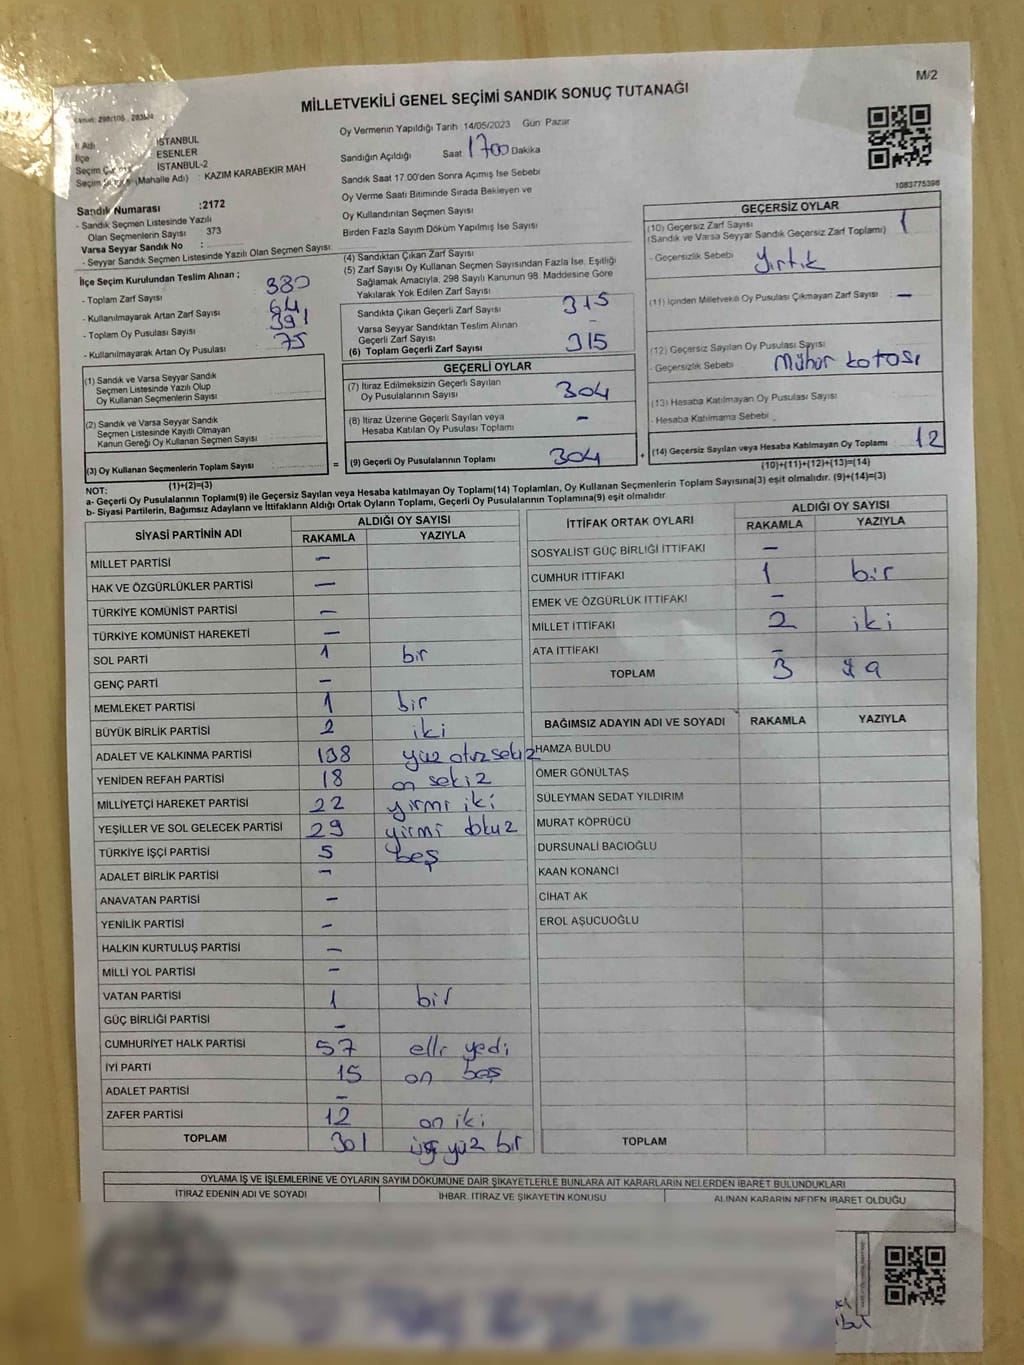 M/2
MİLLETVEKİLİ GENEL SEÇİMİ SANDIK SONUÇ TUTANAĞI
İl Adı : İSTANBUL
İlçe : ESENLER
İSTANBUL-2
(Mahalle Adı) : KAZIM KARABEKİR MAH
Oy Vermenin Yapıldığı Tarih 14/05/2023 Gün: Pazar
Sandığın Açıldığı Saat 1700 Dakika
Sandık Saat 17.00'den Sonra Açımış İse Sebebi
Oy Verme Saati Bitiminde Sırada Bekleyen ve
Oy Kullandırılan Seçmen Sayısı
Birden Fazla Sayım Döküm Yapılmış İse Sayısı
1083775396
Sandık Numarası :2172
- Sandık Seçmen Listesinde Yazılı
Olan Seçmenlerin Sayısı : 373
Varsa Seyyar Sandık No :
- Seyyar Sandık Seçmen Listesinde Yazılı Olan Seçmen Sayısı:
İlçe Seçim Kurulundan Teslim Alınan ;
- Toplam Zarf Sayısı 380
- Kullanılmayarak Artan Zarf Sayısı 64
- Toplam Oy Pusulası Sayısı 391
- Kullanılmayarak Artan Oy Pusulası 75
(1) Sandık ve Varsa Seyyar Sandık
Seçmen Listesinde Yazılı Olup
Oy Kullanan Seçmenlerin Sayısı
(2) Sandık ve Varsa Seyyar Sandık
Seçmen Listesinde Kayıtlı Olmayan
Kanun Gereği Oy Kullanan Seçmen Sayısı
(3) Oy Kullanan Seçmenlerin Toplam Sayısı
(1)+(2)=(3)
(4) Sandıktan Çıkan Zarf Sayısı
(5) Zarf Sayısı Oy Kullanan Seçmen Sayısından Fazla İse, Eşitliği
Sağlamak Amacıyla, 298 Sayılı Kanunun 98. Maddesine Göre
Yakılarak Yok Edilen Zarf Sayısı
Sandıkta Çıkan Geçerli Zarf Sayısı 315
Varsa Seyyar Sandıktan Teslim Alınan
Geçerli Zarf Sayısı -
(6) Toplam Geçerli Zarf Sayısı 315
GEÇERLİ OYLAR
(7) İtiraz Edilmeksizin Geçerli Sayılan
Oy Pusulalarının Sayısı 304
(8) İtiraz Üzerine Geçerli Sayılan veya
Hesaba Katılan Oy Pusulası Toplamı -
= (9) Geçerli Oy Pusulalarının Toplamı 304 +
GEÇERSİZ OYLAR
(10) Geçersiz Zarf Sayısı 1
(Sandık ve Varsa Seyyar Sandık Geçersiz Zarf Toplamı)
- Geçersizlik Sebebi yırtık
(11) İçinden Milletvekili Oy Pusulası Çıkmayan Zarf Sayısı -
(12) Geçersiz Sayılan Oy Pusulası Sayısı
- Geçersizlik Sebebi Mühür Hatası
(13) Hesaba Katılmayan Oy Pusulası Sayısı
- Hesaba Katılmama Sebebi
(14) Geçersiz Sayılan veya Hesaba Katılmayan Oy Toplamı 12
(10)+(11)+(12)+(13)=(14)
NOT:
a- Geçerli Oy Pusulalarının Toplamı(9) ile Geçersiz Sayılan veya Hesaba katılmayan Oy Toplamı(14) Toplamları, Oy Kullanan Seçmenlerin Toplam Sayısına(3) eşit olmalıdır. (9)+(14)=(3)
b- Siyasi Partilerin, Bağımsız Adayların ve İttifakların Aldığı Ortak Oyların Toplamı, Geçerli Oy Pusulalarının Toplamına(9) eşit olmalıdır
SİYASİ PARTİNİN ADI ALDIĞI OY SAYISI
RAKAMLA YAZIYLA
MİLLET PARTİSİ -
HAK VE ÖZGÜRLÜKLER PARTİSİ -
TÜRKİYE KOMÜNİST PARTİSİ -
TÜRKİYE KOMÜNİST HAREKETİ -
SOL PARTİ 1 bir
GENÇ PARTİ -
MEMLEKET PARTİSİ 1 bir
BÜYÜK BİRLİK PARTİSİ 2 iki
ADALET VE KALKINMA PARTİSİ 138 yüz otuz sekiz
YENİDEN REFAH PARTİSİ 18 on sekiz
MİLLİYETÇİ HAREKET PARTİSİ 22 yirmi iki
YEŞİLLER VE SOL GELECEK PARTİSİ 29 yirmi dokuz
TÜRKİYE İŞÇİ PARTİSİ 5 beş
ADALET BİRLİK PARTİSİ -
ANAVATAN PARTİSİ -
YENİLİK PARTİSİ -
HALKIN KURTULUŞ PARTİSİ -
MİLLİ YOL PARTİSİ -
VATAN PARTİSİ 1 bir
GÜÇ BİRLİĞİ PARTİSİ -
CUMHURİYET HALK PARTİSİ 57 elli yedi
İYİ PARTİ 15 on beş
ADALET PARTİSİ -
ZAFER PARTİSİ 12 on iki
TOPLAM 301 üç yüz bir
İTTİFAK ORTAK OYLARI ALDIĞI OY SAYISI
RAKAMLA YAZIYLA
SOSYALİST GÜÇ BİRLİĞİ İTTİFAKI -
CUMHUR İTTİFAKI 1 bir
EMEK VE ÖZGÜRLÜK İTTİFAKI -
MİLLET İTTİFAKI 2 iki
ATA İTTİFAKI -
TOPLAM 3
BAĞIMSIZ ADAYIN ADI VE SOYADI RAKAMLA YAZIYLA
HAMZA BULDU
ÖMER GÖNÜLTAŞ
SÜLEYMAN SEDAT YILDIRIM
MURAT KÖPRÜCÜ
DURSUNALİ BACIOĞLU
KAAN KONANCİ
CİHAT AK
EROL AŞUCUOĞLU
TOPLAM
OYLAMA İŞ VE İŞLEMLERİNE VE OYLARIN SAYIM DÖKÜMÜNE DAİR ŞİKAYETLERLE BUNLARA AİT KARARLARIN NELERDEN İBARET BULUNDUKLARI
İTİRAZ EDENİN ADI VE SOYADI İHBAR, İTİRAZ VE ŞİKAYETİN KONUSU ALINAN KARARIN NEDEN İBARET OLDUĞU